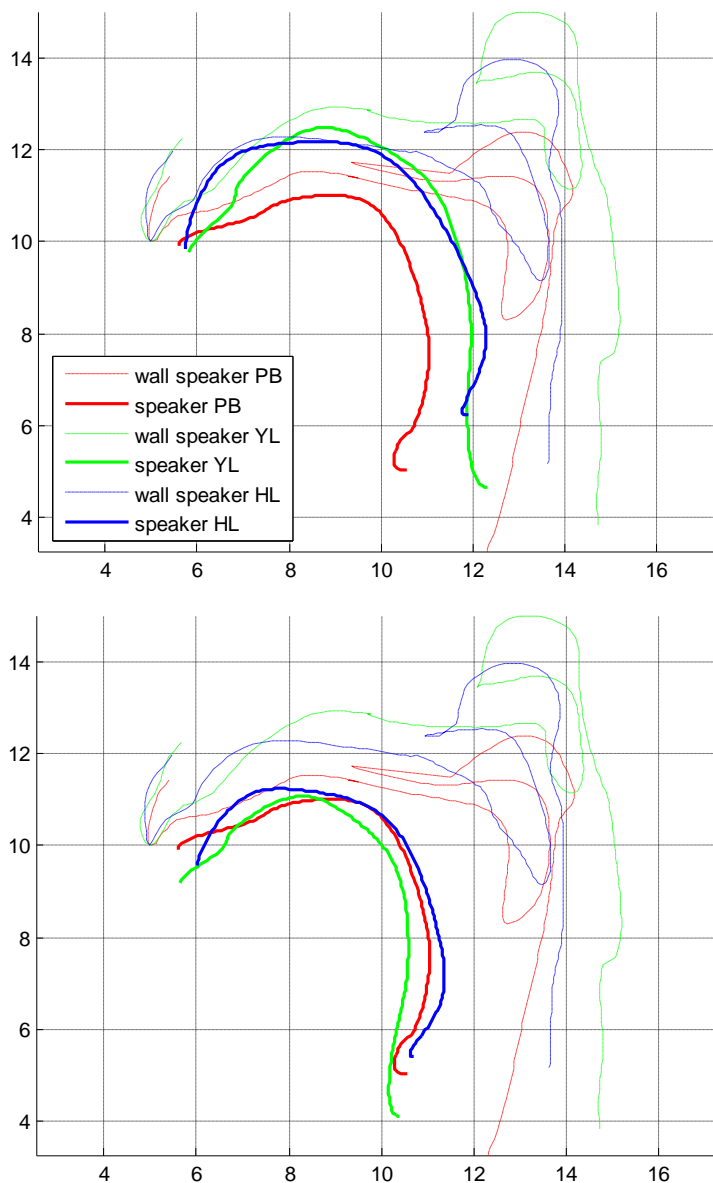 14
12
10
8
6
4
wall speaker PB
speaker PB
wall speaker YL
speaker YL
wall speaker HL
speaker HL
4 6 8 10 12 14 16
14
12
10
8
6
4
4 6 8 10 12 14 16